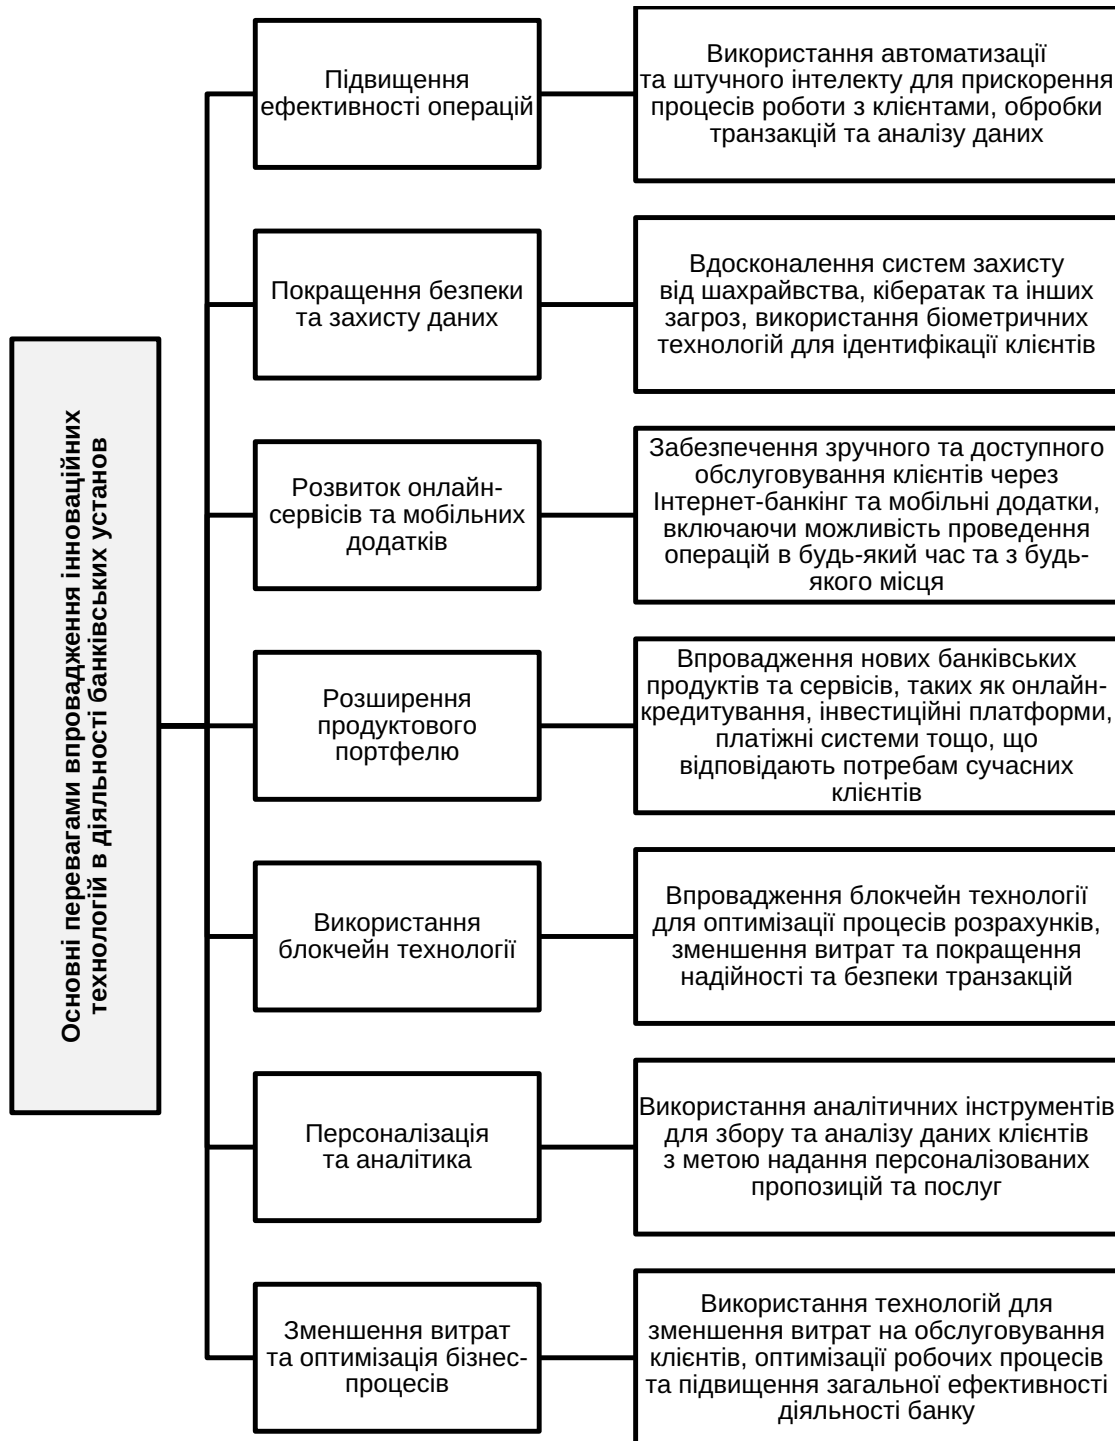 Основні перевагами впровадження інноваційних
технологій в діяльності банківських установ
Підвищення
ефективності операцій
Використання автоматизації
та штучного інтелекту для прискорення
процесів роботи з клієнтами, обробки
транзакцій та аналізу даних
Покращення безпеки
та захисту даних
Вдосконалення систем захисту
від шахрайвства, кібератак та інших
загроз, використання біометричних
технологій для ідентифікації клієнтів
Розвиток онлайн-
сервісів та мобільних
додатків
Забезпечення зручного та доступного
обслуговування клієнтів через
Інтернет-банкінг та мобільні додатки,
включаючи можливість проведення
операцій в будь-який час та з будь-
якого місця
Розширення
продуктового
портфелю
Впровадження нових банківських
продуктів та сервісів, таких як онлайн-
кредитування, інвестиційні платформи,
платіжні системи тощо, що
відповідають потребам сучасних
клієнтів
Використання
блокчейн технології
Впровадження блокчейн технології
для оптимізації процесів розрахунків,
зменшення витрат та покращення
надійності та безпеки транзакцій
Персоналізація
та аналітика
Використання аналітичних інструментів
для збору та аналізу даних клієнтів
з метою надання персоналізованих
пропозицій та послуг
Зменшення витрат
та оптимізація бізнес-
процесів
Використання технологій для
зменшення витрат на обслуговування
клієнтів, оптимізації робочих процесів
та підвищення загальної ефективності
діяльності банку